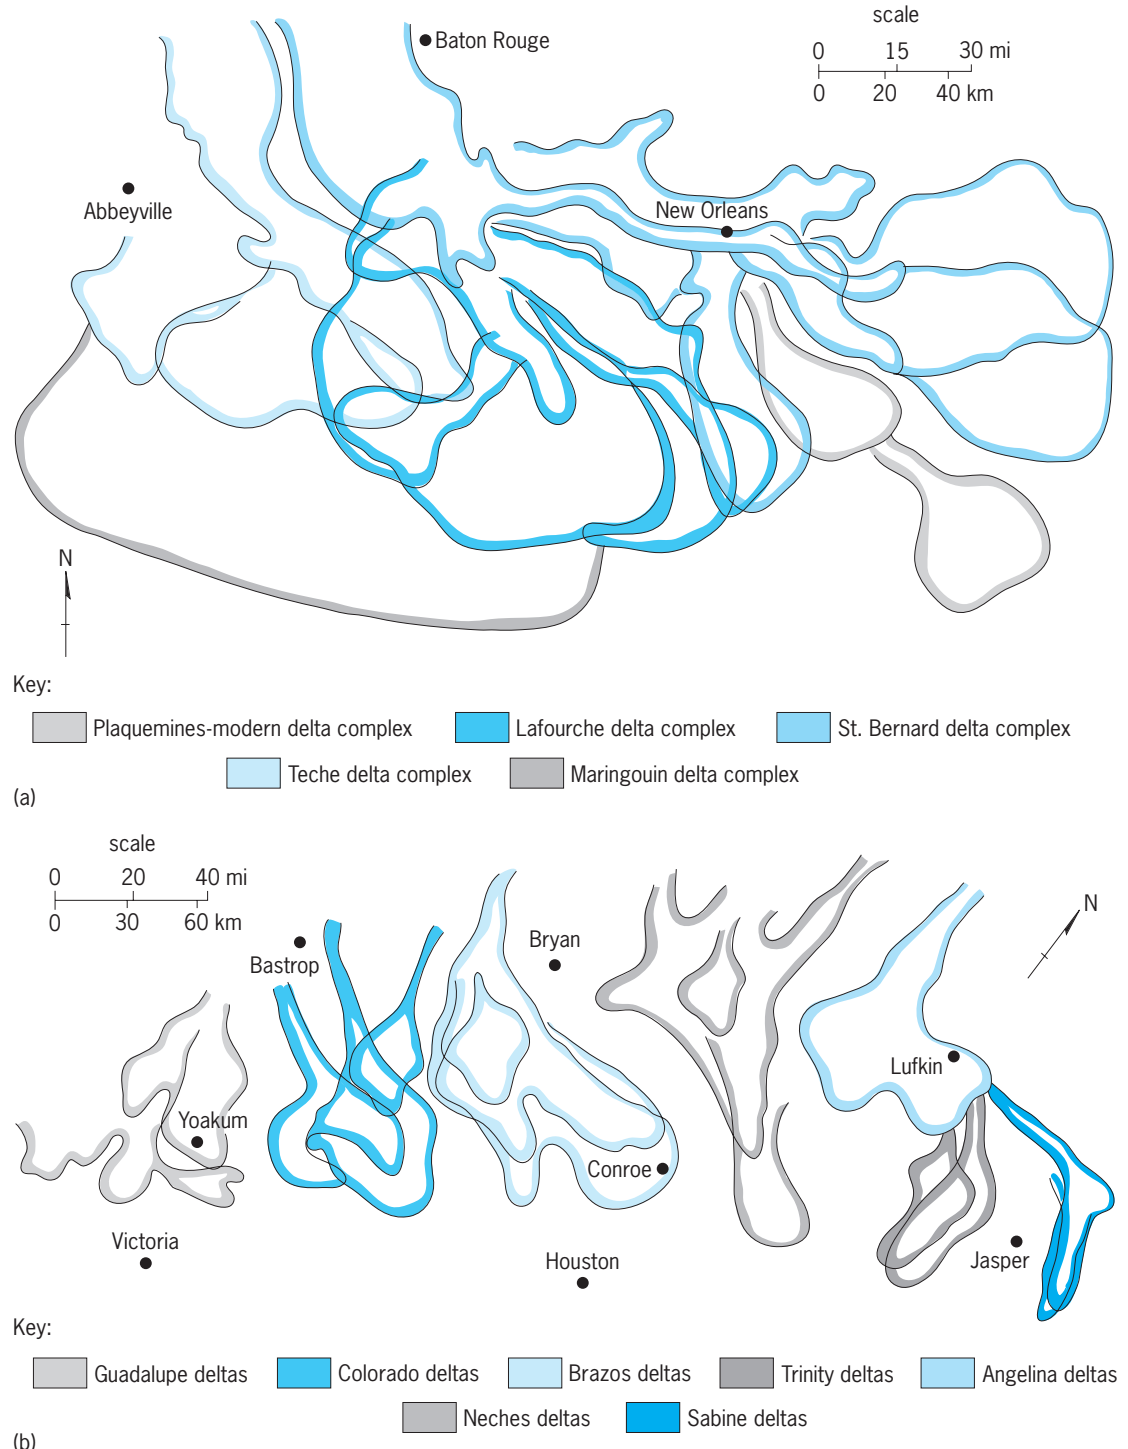 scale
0 15 30 mi
0 20 40 km
Baton Rouge
Abbeyville
New Orleans
N
Key:
Plaquemines-modern delta complex Lafourche delta complex St. Bernard delta complex
Teche delta complex Maringouin delta complex
(a)
scale
0 20 40 mi
0 30 60 km
N
Bryan
Bastrop
Lufkin
Yoakum
Conroe
Victoria
Houston
Jasper
Key:
Guadalupe deltas Colorado deltas Brazos deltas Trinity deltas Angelina deltas
Neches deltas Sabine deltas
(b)